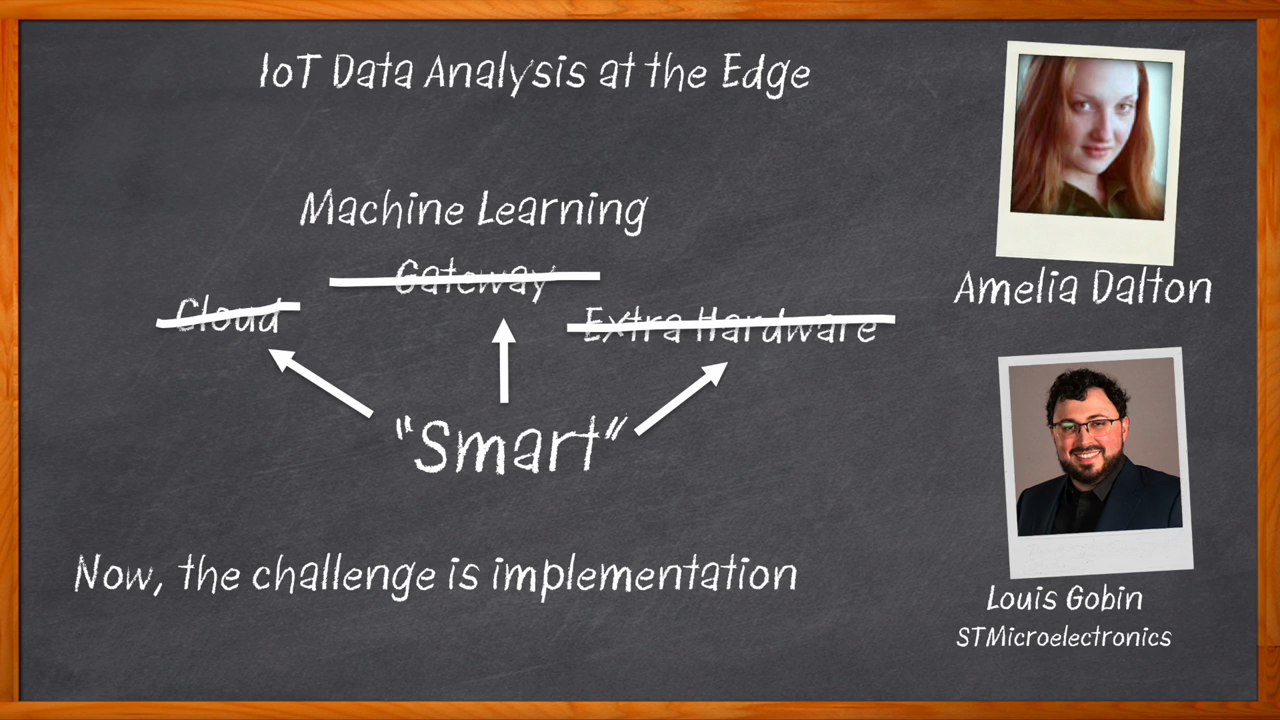 IoT Data Analysis at the Edge
Machine Learning
Gateway
Cloud
Extra Hardware
"Smart"
Now, the challenge is implementation
Amelia Dalton
Louis Gobin
STMicroelectronics